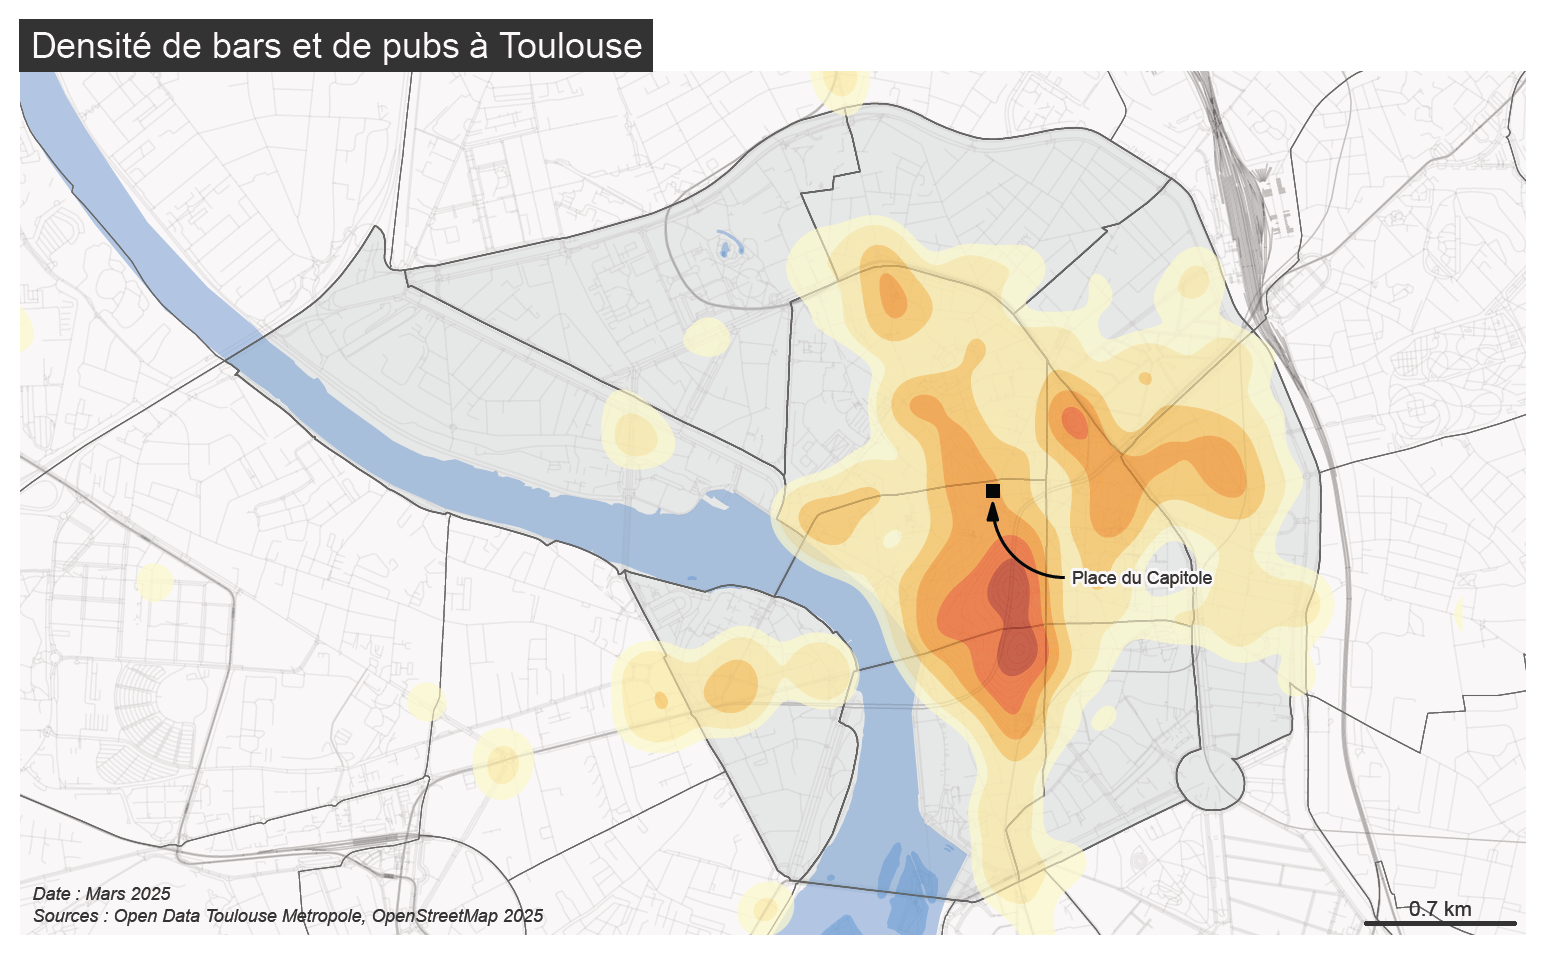 Densité de bars et de pubs à Toulouse
Place du Capitole
Date : Mars 2025
Sources : Open Data Toulouse Metropole, OpenStreetMap 2025
0.7 km